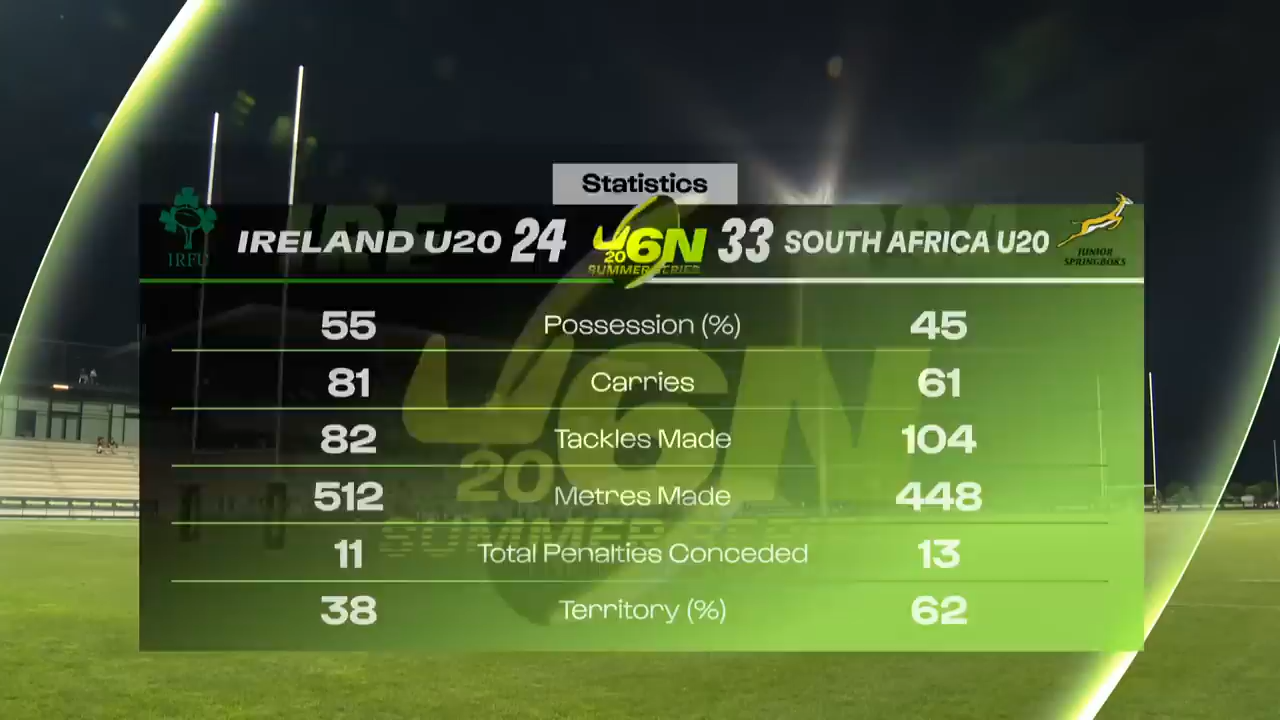 Statistics
IRFU IRELAND U20 24 U20 6N SUMMER SERIES 33 SOUTH AFRICA U20 JUNIOR SPRINGBOKS
55 Possession (%) 45
81 Carries 61
82 Tackles Made 104
512 Metres Made 448
11 Total Penalties Conceded 13
38 Territory (%) 62